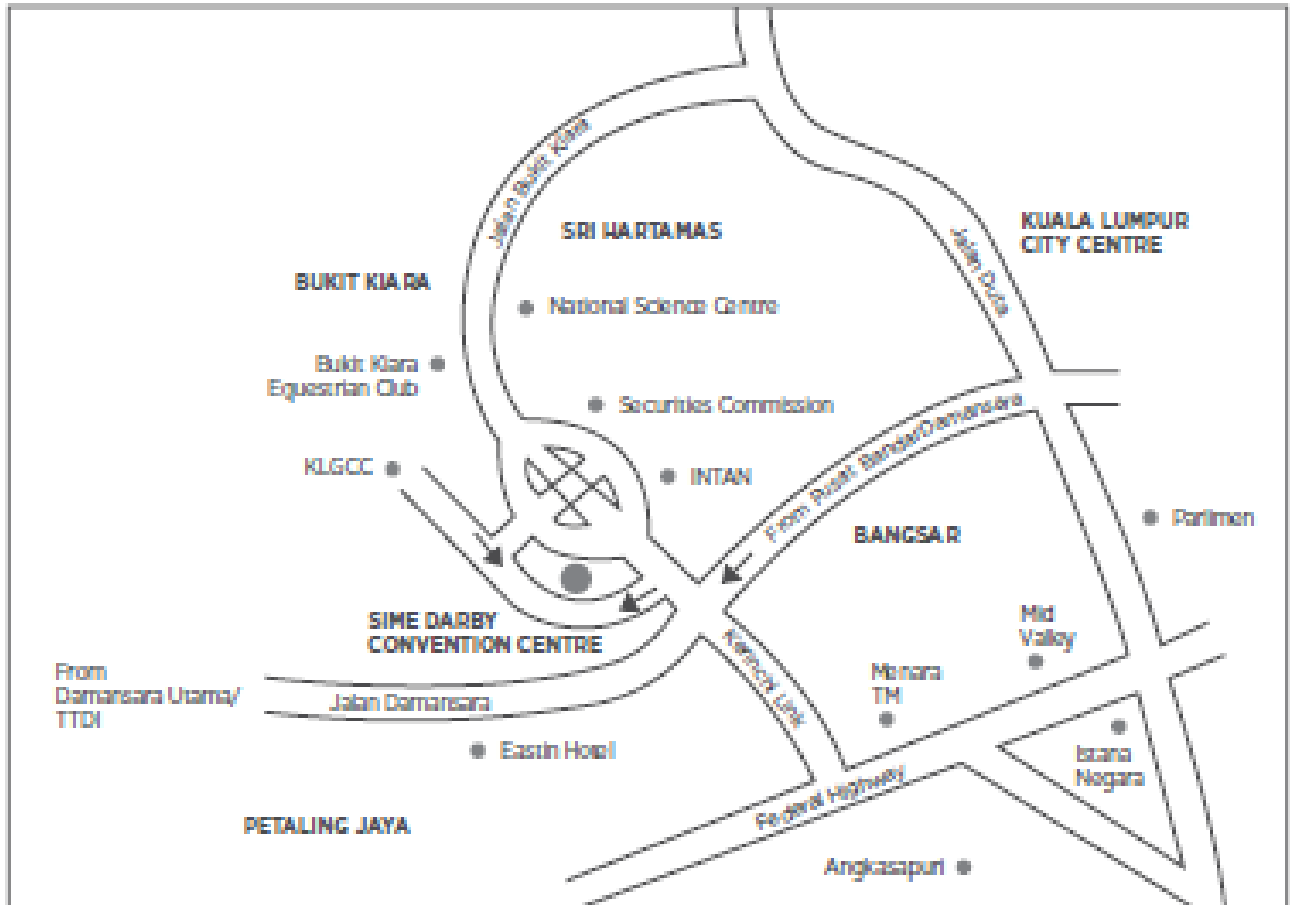 Jalan Bukit Kiara
SRI HARTAMAS
KUALA LUMPUR
CITY CENTRE
Jalan Duta
BUKIT KIARA
National Science Centre
Bukit Kiara
Equestrian Club
Securities Commission
KLGCC
INTAN
From Pusat Bandar Damansara
BANGSAR
Parlimen
SIME DARBY
CONVENTION CENTRE
Mid
Valley
Kerinchi Link
From
Damansara Utama/
TTDI
Jalan Damansara
Menara
TM
Eastin Hotel
Istana
Negara
Federal Highway
PETALING JAYA
Angkasapuri